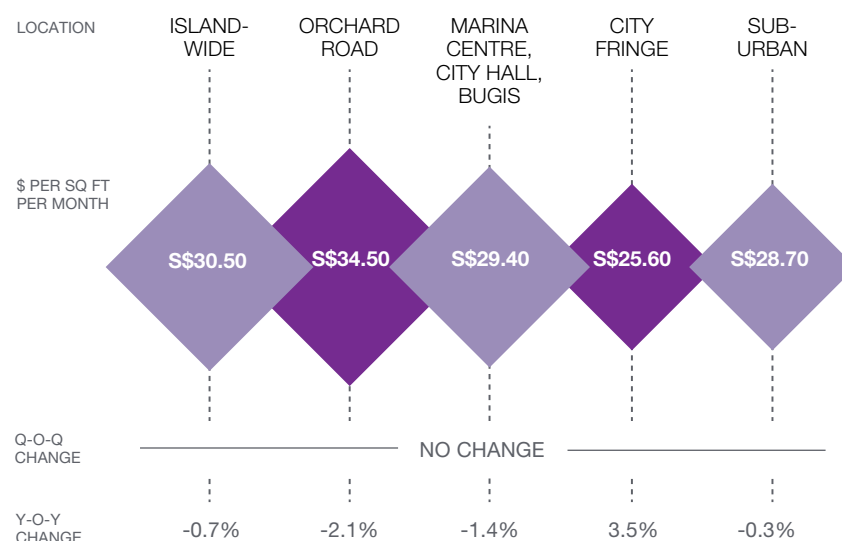 LOCATION
ISLAND-
WIDE
ORCHARD
ROAD
MARINA
CENTRE,
CITY HALL,
BUGIS
CITY
FRINGE
SUB-
URBAN
$ PER SQ FT
PER MONTH
S$30.50
S$34.50
S$29.40
S$25.60
S$28.70
Q-O-Q
CHANGE
NO CHANGE
Y-O-Y
CHANGE
-0.7%
-2.1%
-1.4%
3.5%
-0.3%